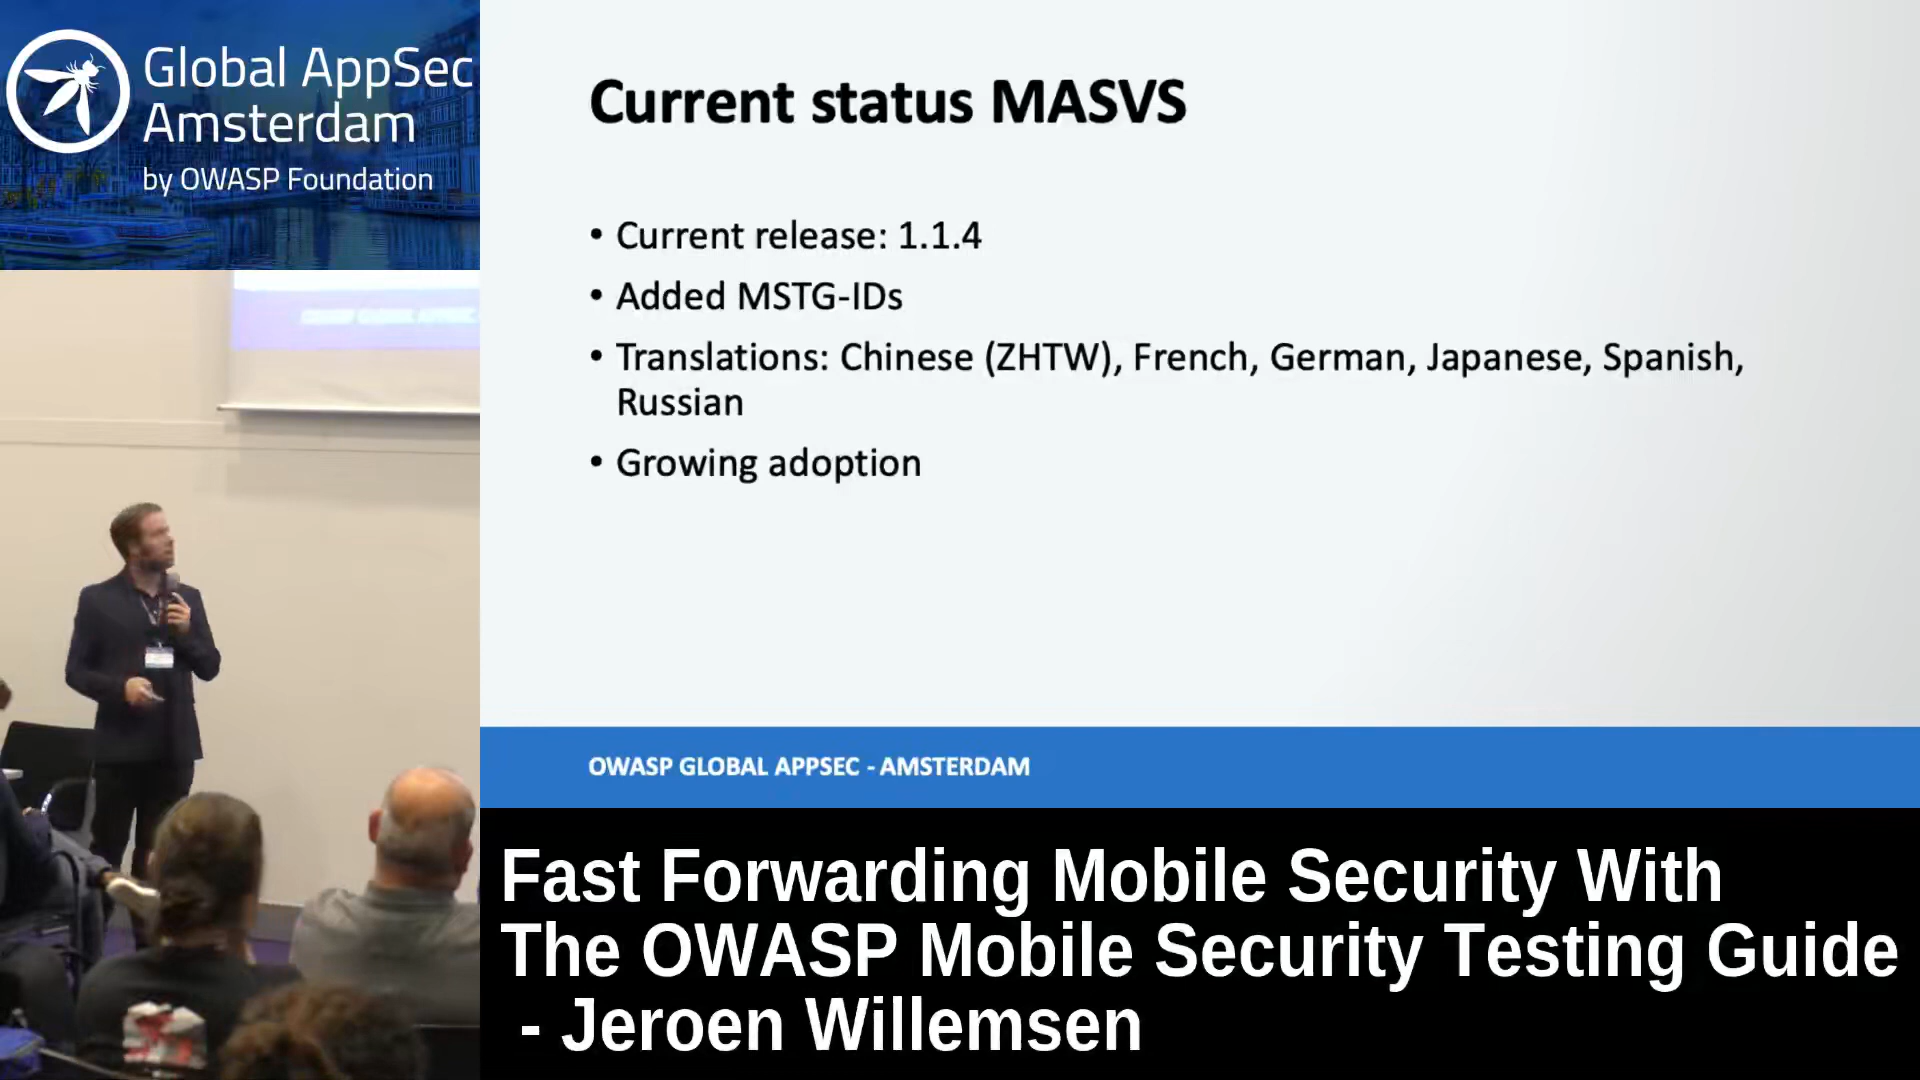 Global AppSec
Amsterdam
by OWASP Foundation
Current status MASVS
• Current release: 1.1.4
• Added MSTG-IDs
• Translations: Chinese (ZHTW), French, German, Japanese, Spanish,
Russian
• Growing adoption
OWASP GLOBAL APPSEC - AMSTERDAM
Fast Forwarding Mobile Security With
The OWASP Mobile Security Testing Guide
- Jeroen Willemsen